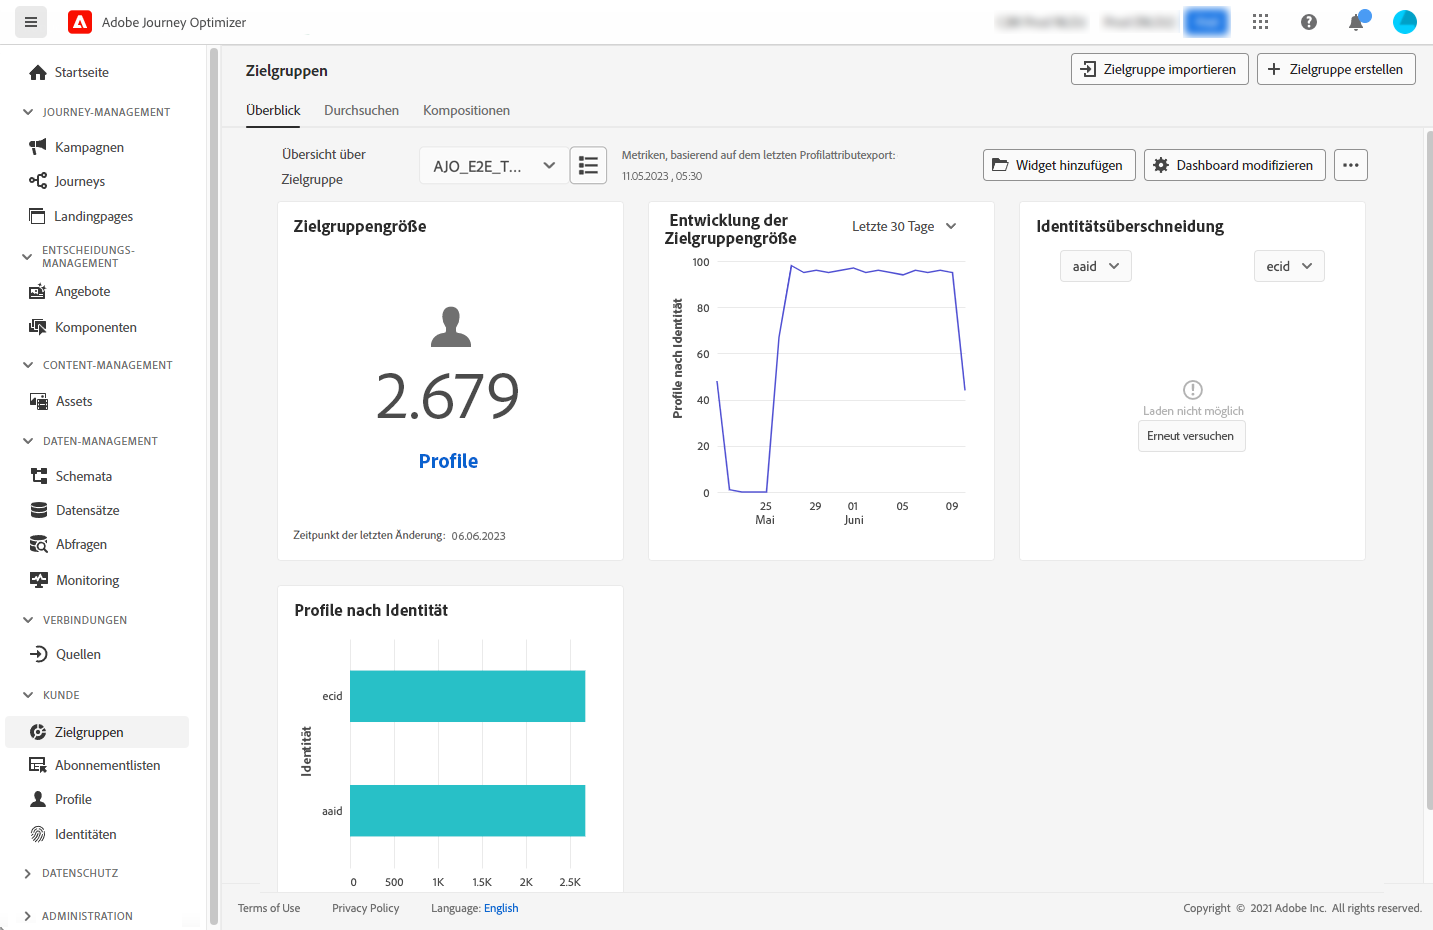 Adobe Journey Optimizer
Startseite
JOURNEY-MANAGEMENT
Kampagnen
Journeys
Landingpages
ENTSCHEIDUNGS-
MANAGEMENT
Angebote
Komponenten
CONTENT-MANAGEMENT
Assets
DATEN-MANAGEMENT
Schemata
Datensätze
Abfragen
Monitoring
VERBINDUNGEN
Quellen
KUNDE
Zielgruppen
Abonnementlisten
Profile
Identitäten
DATENSCHUTZ
ADMINISTRATION
Zielgruppen
Zielgruppe importieren
Zielgruppe erstellen
Überblick Durchsuchen Kompositionen
Übersicht über
Zielgruppe
AJO_E2E_T...
Metriken, basierend auf dem letzten Profilattributexport:
11.05.2023 , 05:30
Widget hinzufügen
Dashboard modifizieren
Zielgruppengröße
2.679
Profile
Zeitpunkt der letzten Änderung: 06.06.2023
Entwicklung der
Zielgruppengröße
Letzte 30 Tage
Profile nach Identität
100
80
60
40
20
0
25 29 01 05 09
Mai Juni
Identitätsüberschneidung
aaid ecid
Laden nicht möglich
Erneut versuchen
Profile nach Identität
Identität
ecid
aaid
0 500 1K 1.5K 2K 2.5K
Terms of Use Privacy Policy Language: English
Copyright © 2021 Adobe Inc. All rights reserved.